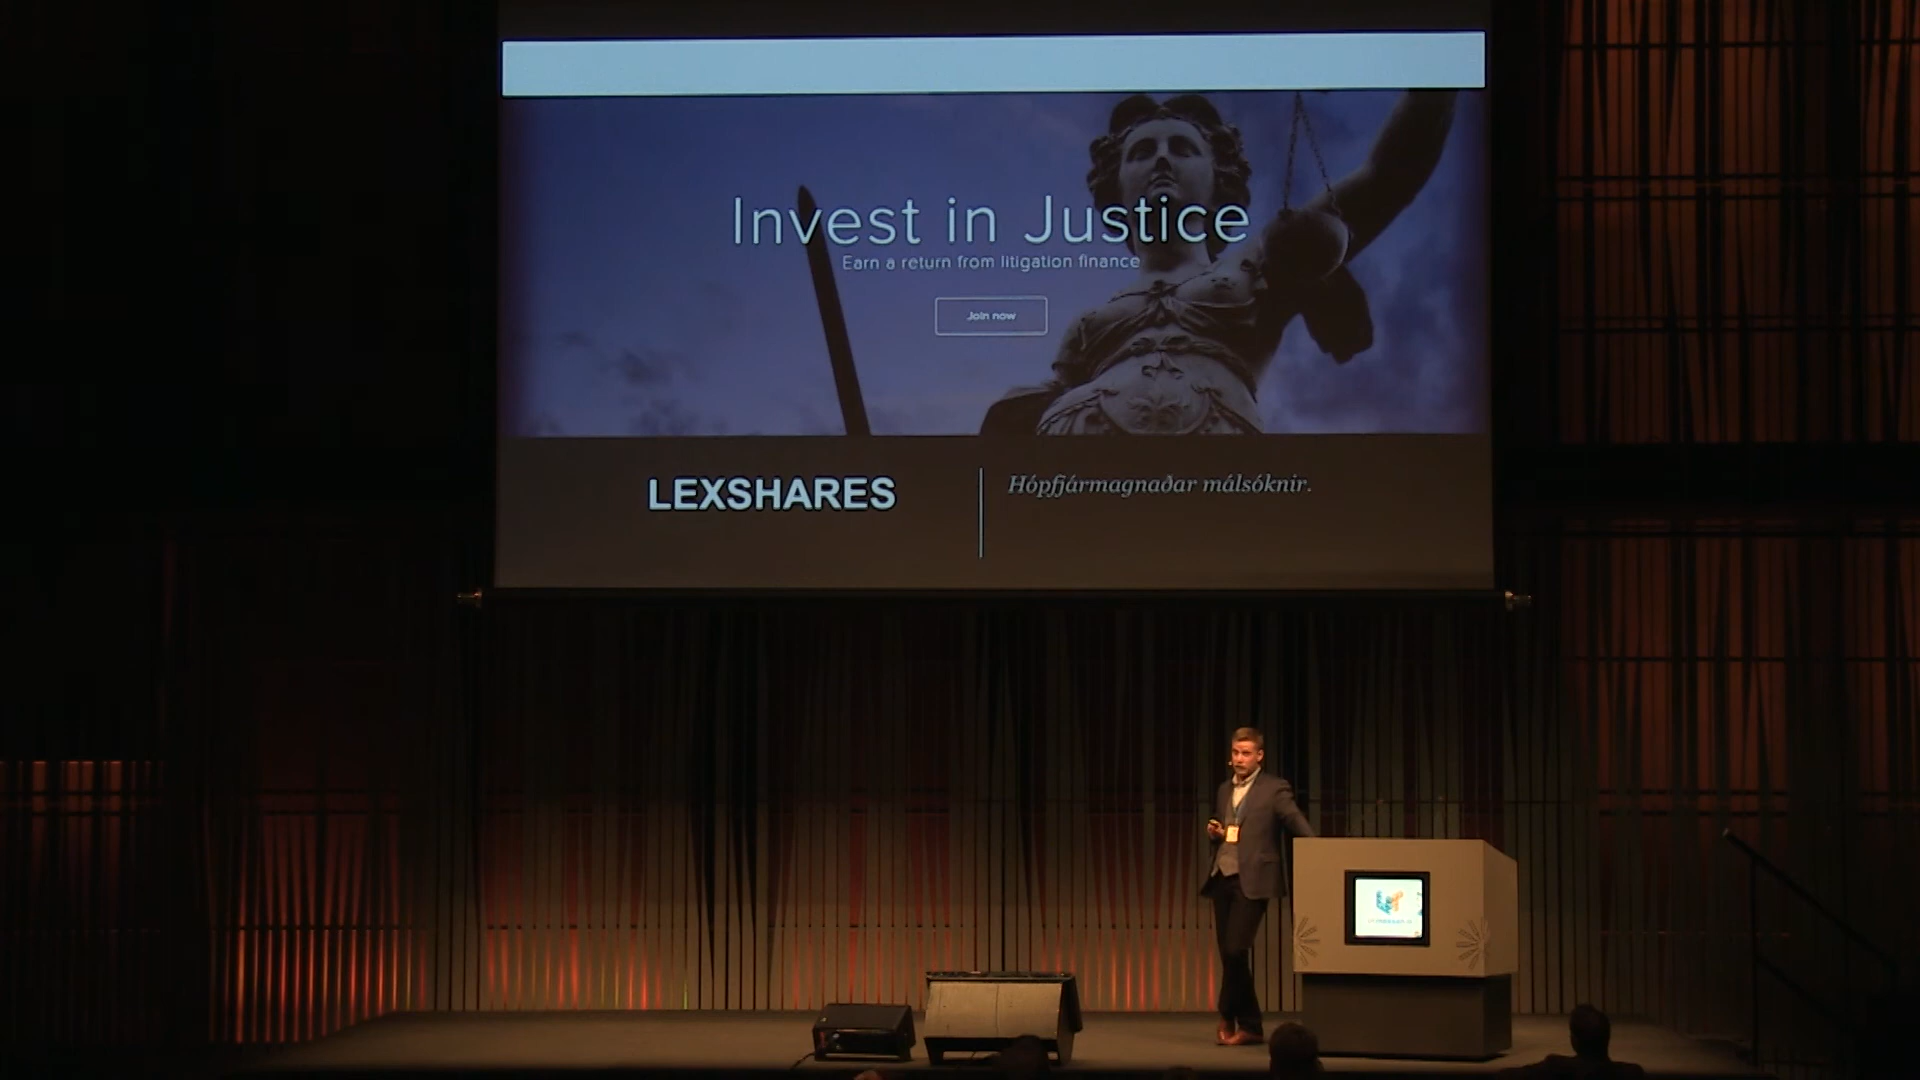 Invest in Justice
Earn a return from litigation finance
Join now
LEXSHARES
Hópfjármagnaðar málsóknir.